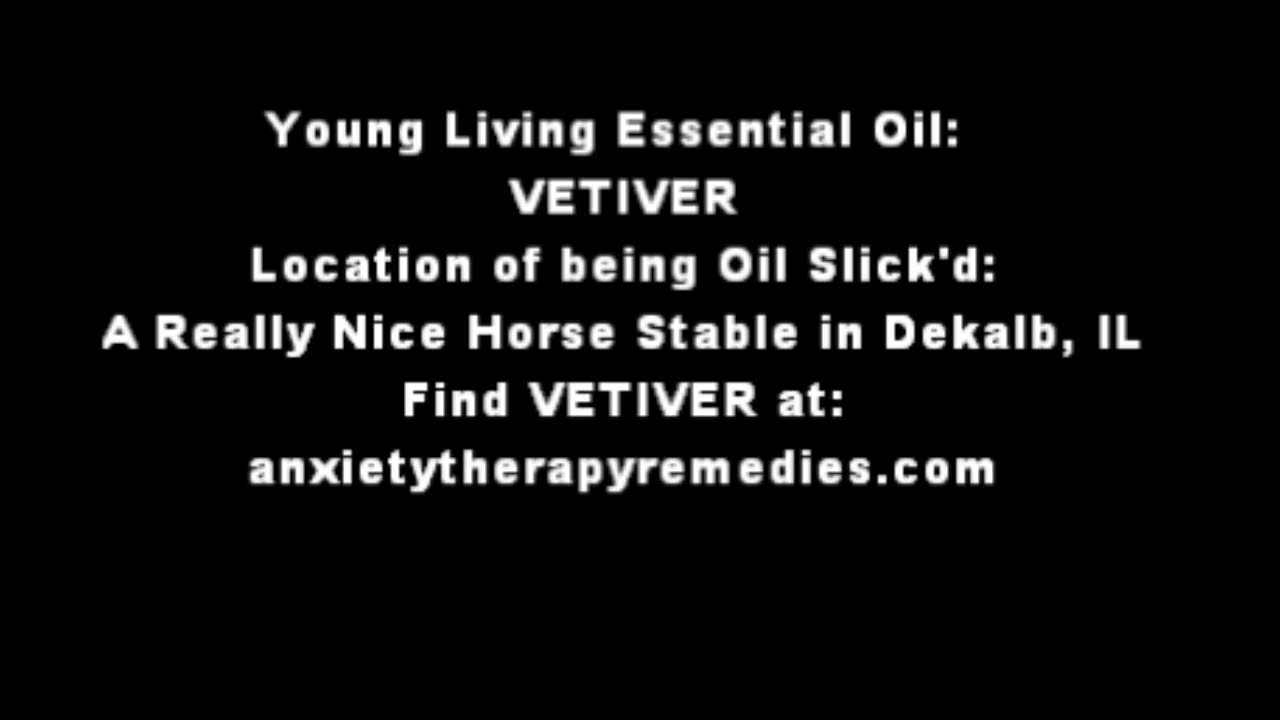 Young Living Essential Oil:
VETIVER
Location of being Oil Slick'd:
A Really Nice Horse Stable in Dekalb, IL
Find VETIVER at:
anxietytherapyremedies.com